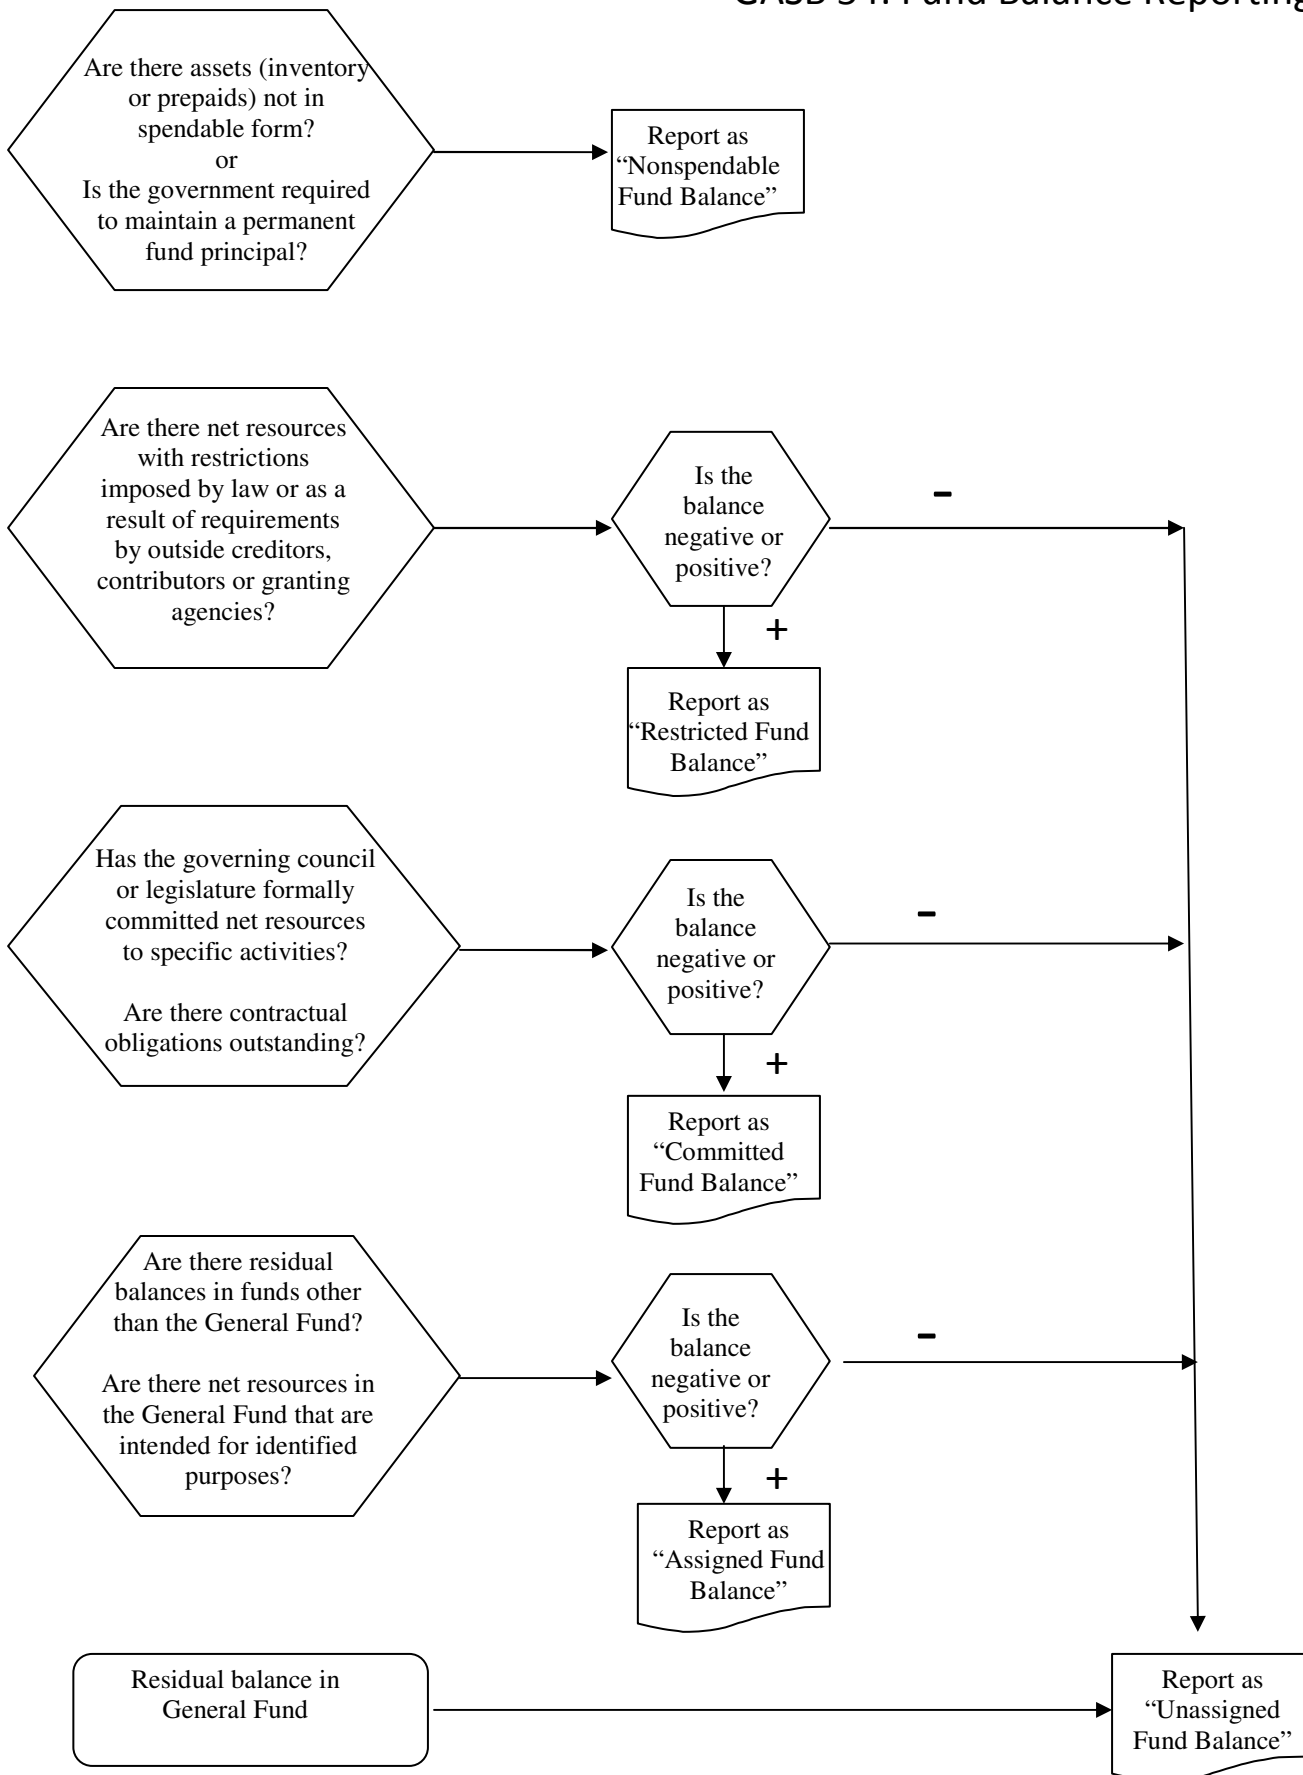 Fund Balance Reporting
Are there assets (inventory
or prepaids) not in
spendable form?
or
Is the government required
to maintain a permanent
fund principal?
Report as
“Nonspendable
Fund Balance”
Are there net resources
with restrictions
imposed by law or as a
result of requirements
by outside creditors,
contributors or granting
agencies?
Is the
balance
negative or
positive?
-
+
Report as
“Restricted Fund
Balance”
Has the governing council
or legislature formally
committed net resources
to specific activities?
Are there contractual
obligations outstanding?
Is the
balance
negative or
positive?
-
+
Report as
“Committed
Fund Balance”
Are there residual
balances in funds other
than the General Fund?
Are there net resources in
the General Fund that are
intended for identified
purposes?
Is the
balance
negative or
positive?
-
+
Report as
“Assigned Fund
Balance”
Residual balance in
General Fund
Report as
“Unassigned
Fund Balance”